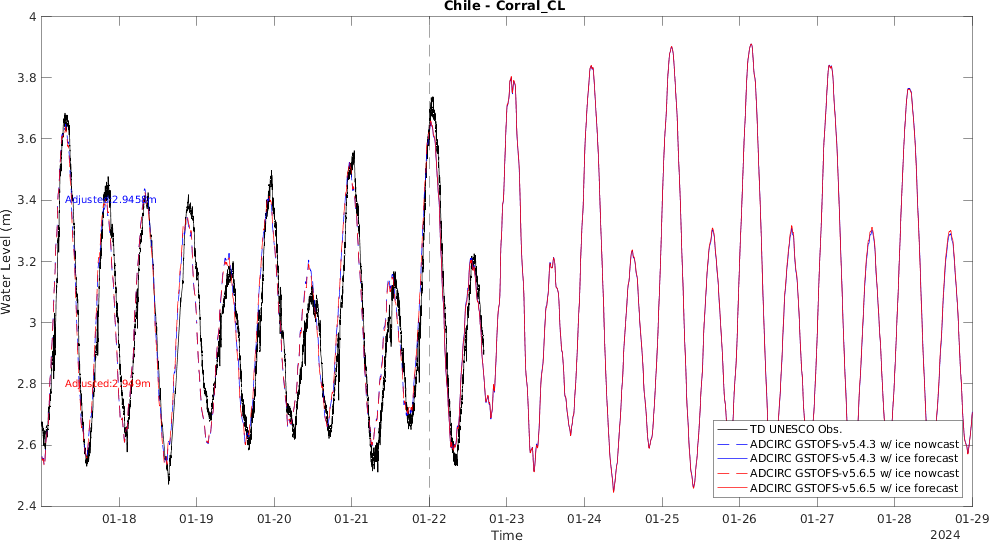 Chile - Corral_CL
4
3.8
3.6
3.4
3.2
3
2.8
2.6
2.4
Water Level (m)
Adjusted:2.9458m
Adjusted:2.949m
TD UNESCO Obs.
ADCIRC GSTOFS-v5.4.3 w/ ice nowcast
ADCIRC GSTOFS-v5.4.3 w/ ice forecast
ADCIRC GSTOFS-v5.6.5 w/ ice nowcast
ADCIRC GSTOFS-v5.6.5 w/ ice forecast
01-18 01-19 01-20 01-21 01-22 01-23 01-24 01-25 01-26 01-27 01-28 01-29
Time
2024